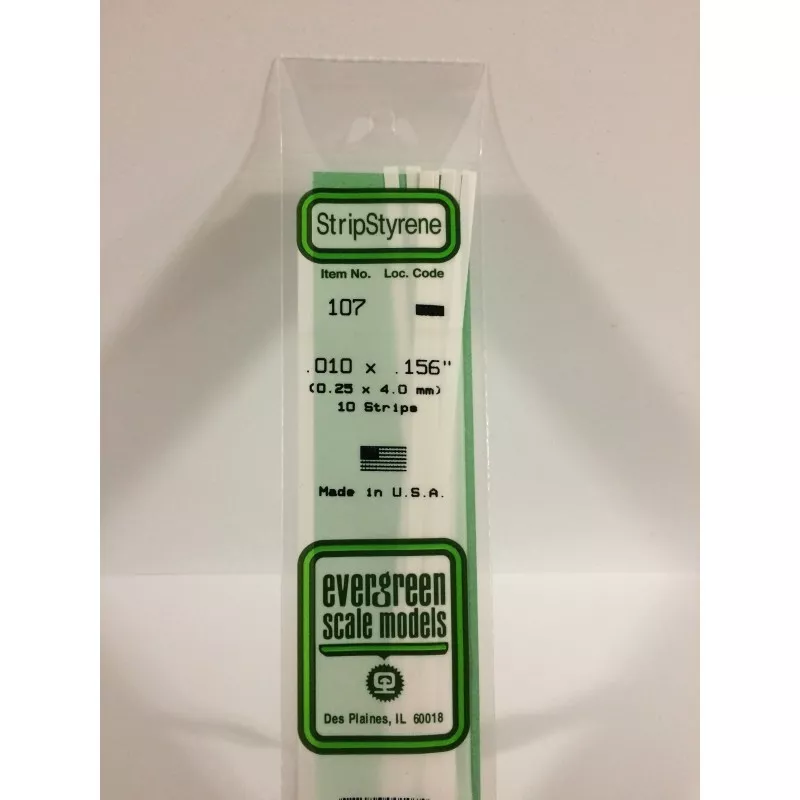 StripStyrene
Item No. Loc. Code
107
.010 x .156"
(0.25 x 4.0 mm)
10 Strips
Made in U.S.A.
evergreen
scale models
Des Plaines, IL 60018